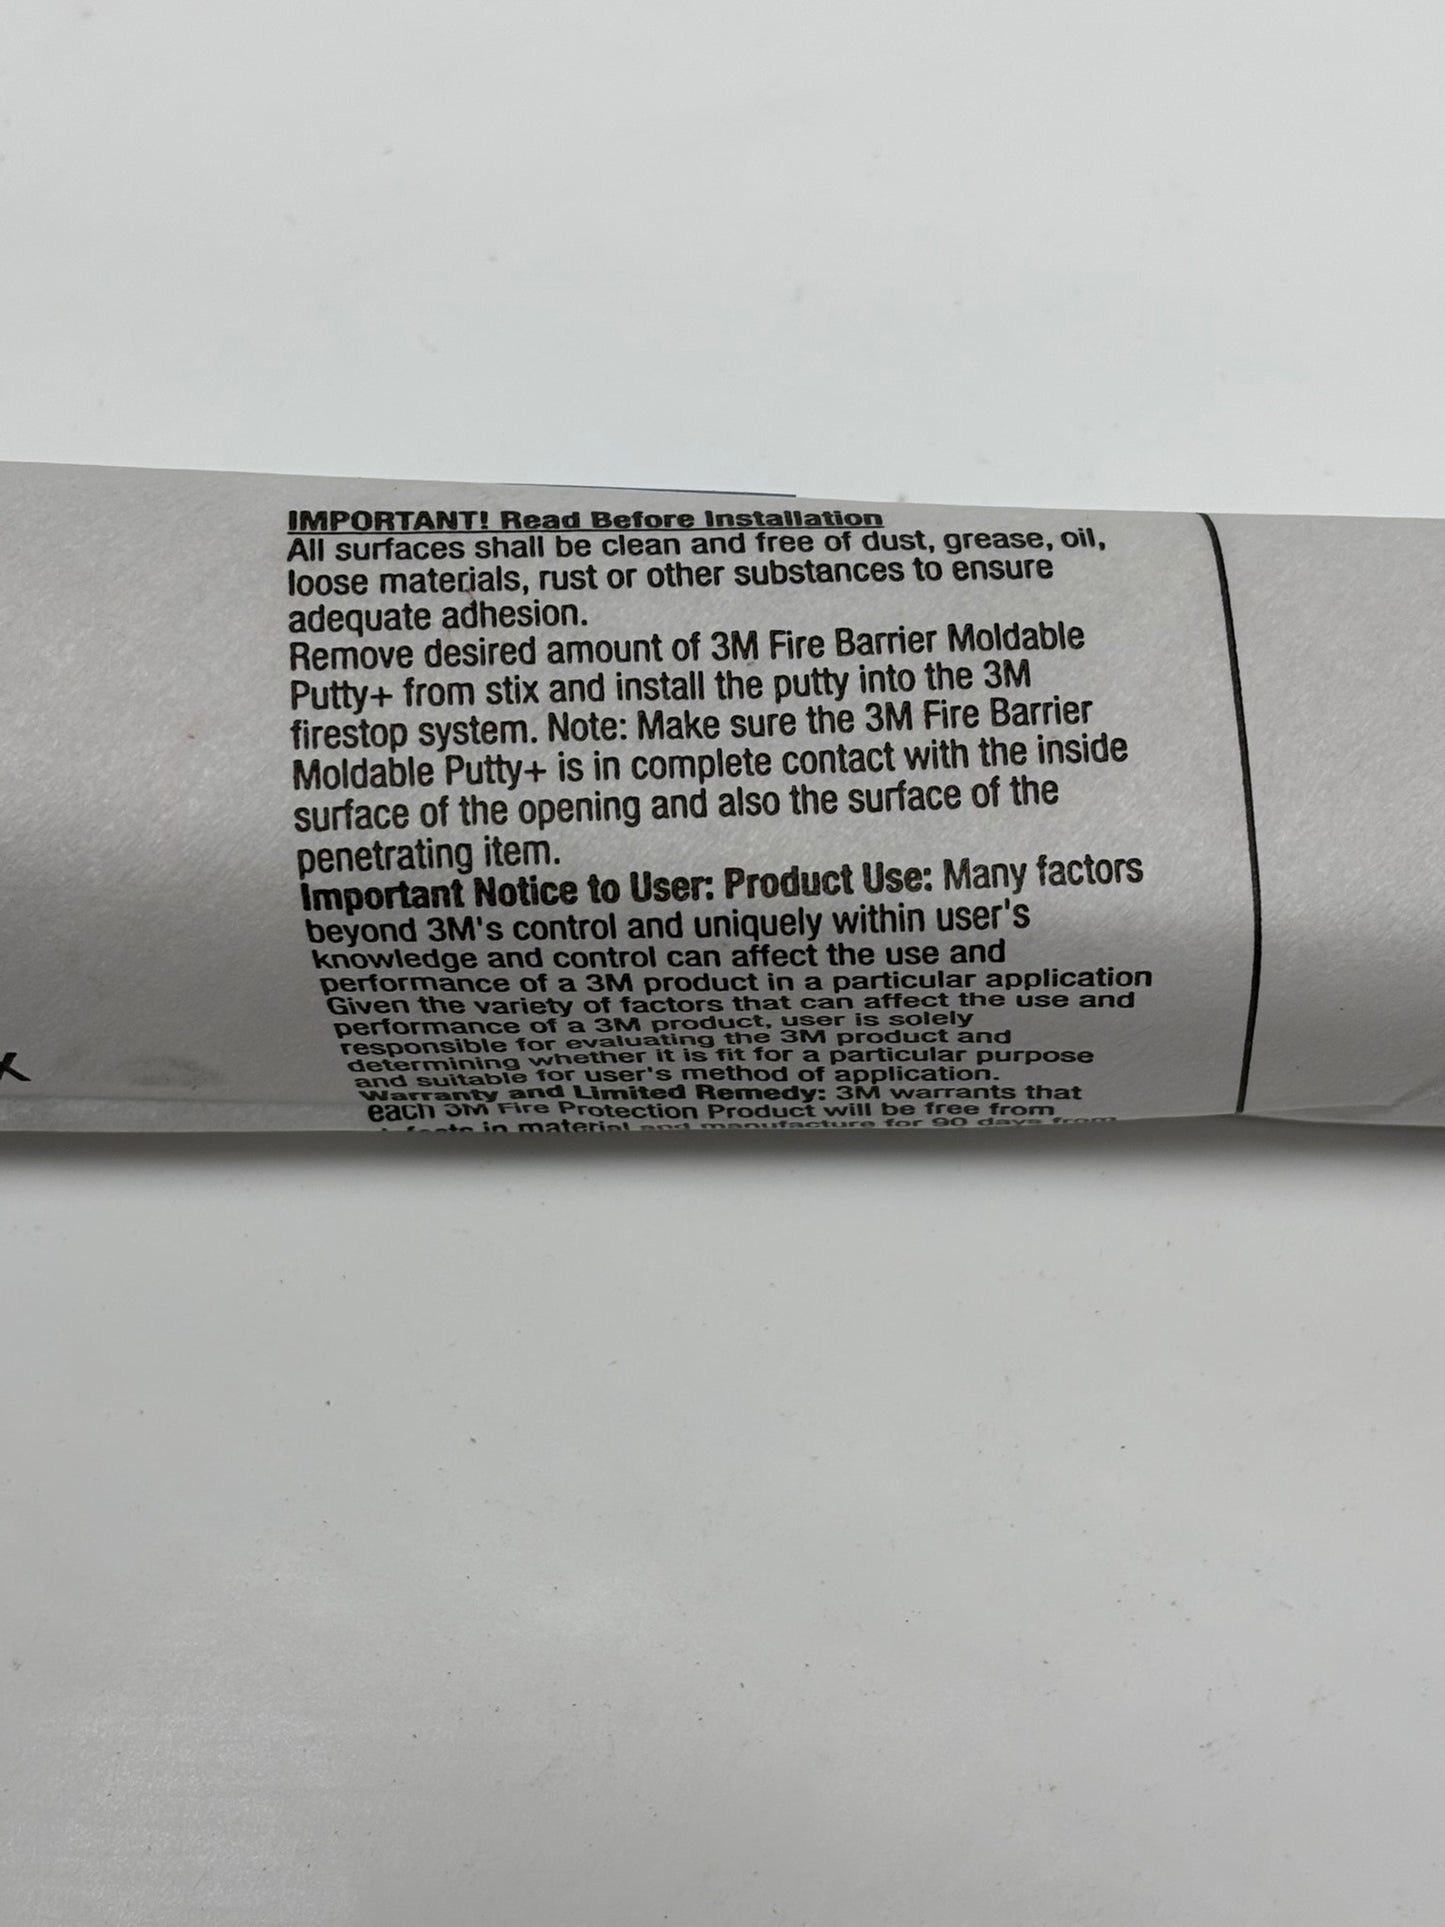 IMPORTANT! Read Before Installation
All surfaces shall be clean and free of dust, grease, oil,
loose materials, rust or other substances to ensure
adequate adhesion.
Remove desired amount of 3M Fire Barrier Moldable
Putty+ from stix and install the putty into the 3M
firestop system. Note: Make sure the 3M Fire Barrier
Moldable Putty+ is in complete contact with the inside
surface of the opening and also the surface of the
penetrating item.
Important Notice to User: Product Use: Many factors
beyond 3M's control and uniquely within user's
knowledge and control can affect the use and
performance of a 3M product in a particular application
Given the variety of factors that can affect the use and
performance of a 3M product, user is solely
responsible for evaluating the 3M product and
determining whether it is fit for a particular purpose
and suitable for user's method of application.
Warranty and Limited Remedy: 3M warrants that
each 3M Fire Protection Product will be free from
in material and manufacture for 90 days from